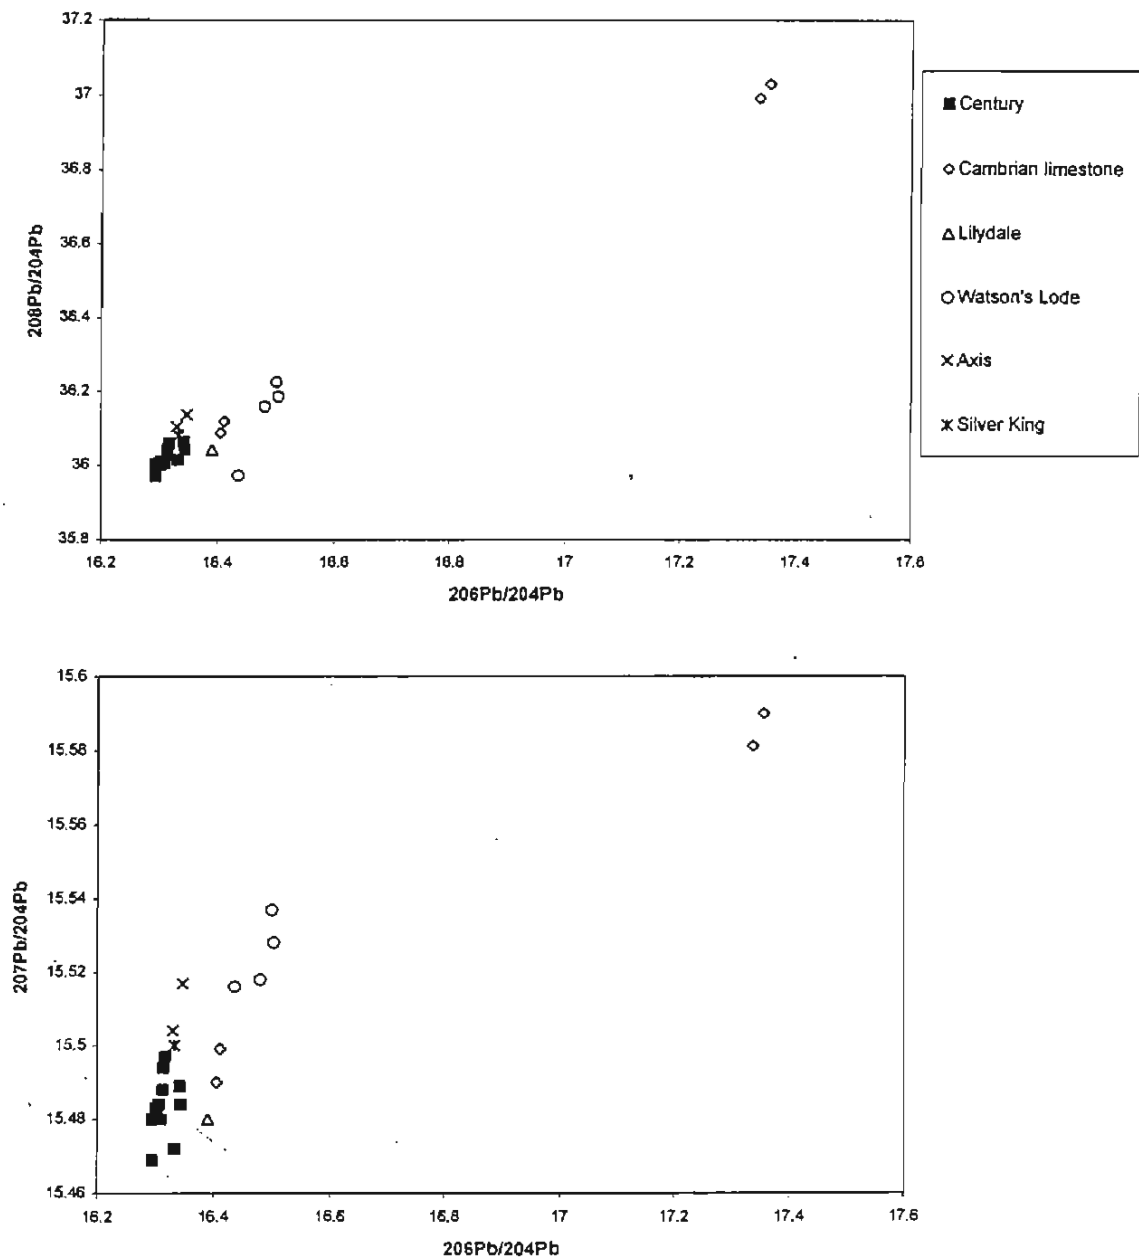 37.2
37
36.8
36.6
36.4
36.2
36
35.8
208Pb/204Pb
16.2 16.4 16.6 16.8 17 17.2 17.4 17.6
206Pb/204Pb
Century
Cambrian limestone
Lilydale
Watson's Lode
Axis
Silver King
15.6
15.58
15.56
15.54
15.52
15.5
15.48
15.46
207Pb/204Pb
16.2 16.4 16.6 16.8 17 17.2 17.4 17.6
206Pb/204Pb